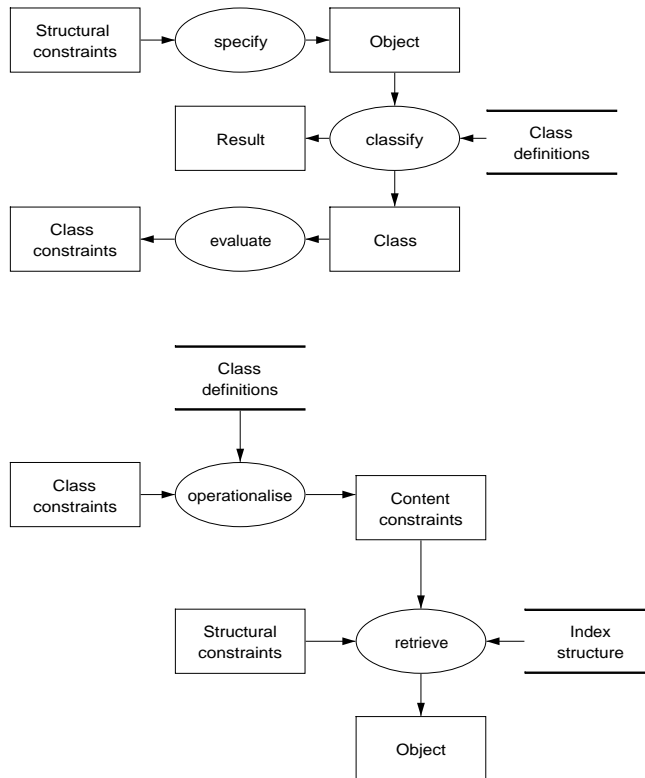 Structural
constraints
specify
Object
Result
classify
Class
definitions
Class
constraints
evaluate
Class
Class
definitions
Class
constraints
operationalise
Content
constraints
Structural
constraints
retrieve
Index
structure
Object